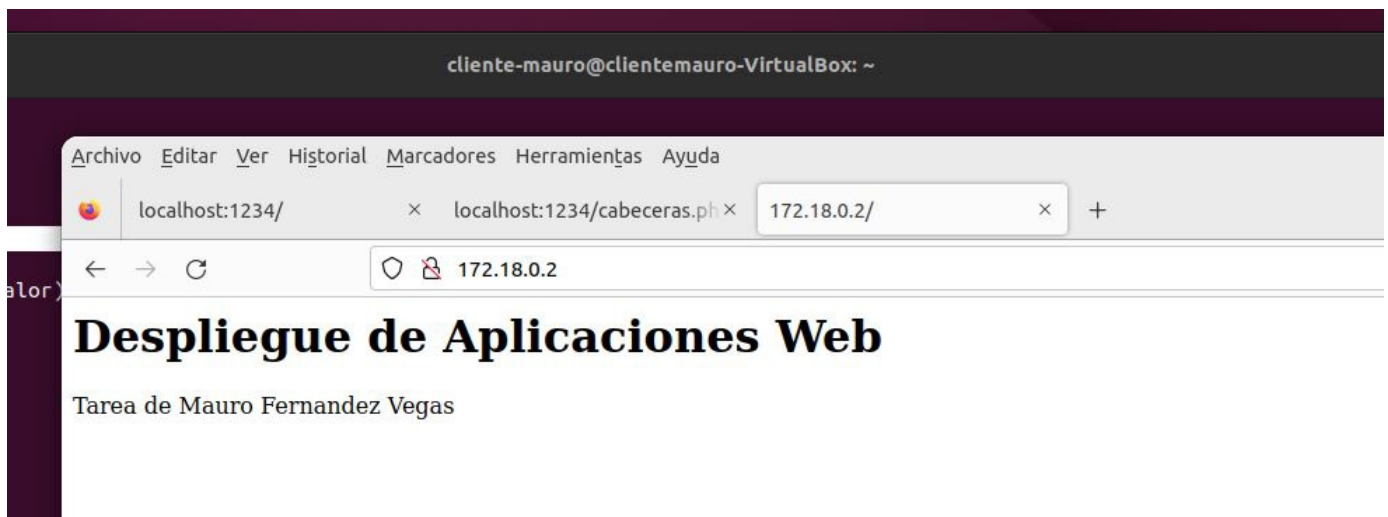 cliente-mauro@clientemauro-VirtualBox: ~
Archivo Editar Ver Historial Marcadores Herramientas Ayuda
localhost:1234/ × localhost:1234/cabeceras.ph × 172.18.0.2/ × +
172.18.0.2
alor)
Despliegue de Aplicaciones Web
Tarea de Mauro Fernandez Vegas